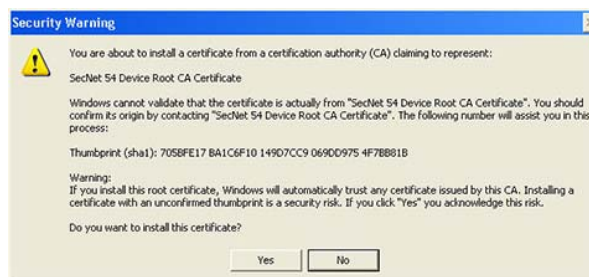 Security Warning
You are about to install a certificate from a certification authority (CA) claiming to represent:
SecNet 54 Device Root CA Certificate
Windows cannot validate that the certificate is actually from "SecNet 54 Device Root CA Certificate". You should
confirm its origin by contacting "SecNet 54 Device Root CA Certificate". The following number will assist you in this
process:
Thumbprint (sha1): 705BFE17 BA1C6F10 149D7CC9 069DD975 4F7BB81B
Warning:
If you install this root certificate, Windows will automatically trust any certificate issued by this CA. Installing a
certificate with an unconfirmed thumbprint is a security risk. If you click "Yes" you acknowledge this risk.
Do you want to install this certificate?
Yes No